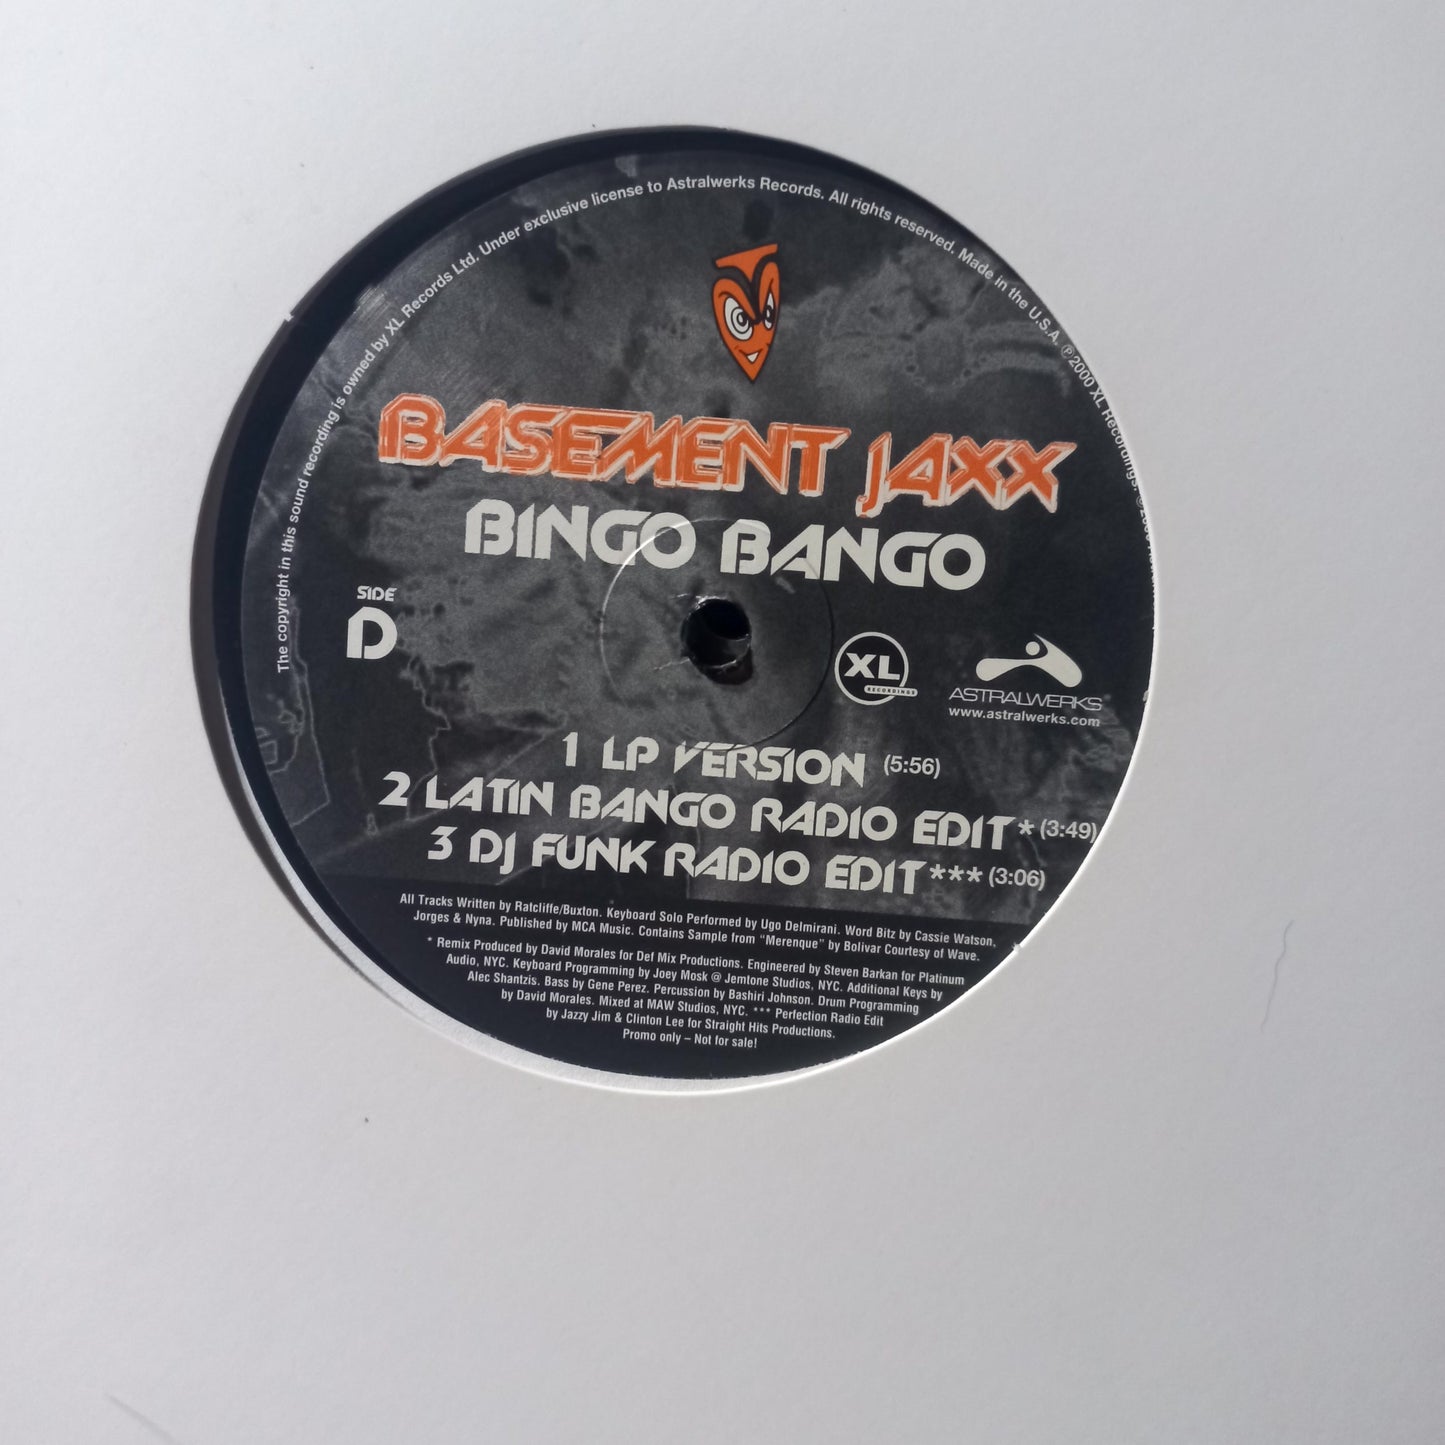 The copyright in this sound recording is owned by XL Records Ltd. Under exclusive license to Astralwerks Records. All rights reserved. Made in the U.S.A. ℗2000 XL Recordings.
BASEMENT JAXX
BINGO BANGO
SIDE
D
XL
RECORDINGS
ASTRALWERKS
www.astralwerks.com
1 LP VERSION (5:56)
2 LATIN BANGO RADIO EDIT * (3:49)
3 DJ FUNK RADIO EDIT *** (3:06)
All Tracks Written by Ratcliffe/Buxton. Keyboard Solo Performed by Ugo Delmirani. Word Bitz by Cassie Watson,
Jorges & Nyna. Published by MCA Music. Contains Sample from “Merenque” by Bolivar Courtesy of Wave.
* Remix Produced by David Morales for Def Mix Productions. Engineered by Steven Barkan for Platinum
Audio, NYC. Keyboard Programming by Joey Mosk @ Jemtone Studios, NYC. Additional Keys by
Alec Shantzis. Bass by Gene Perez. Percussion by Bashiri Johnson. Drum Programming
by David Morales. Mixed at MAW Studios, NYC. *** Perfection Radio Edit
by Jazzy Jim & Clinton Lee for Straight Hits Productions.
Promo only – Not for sale!